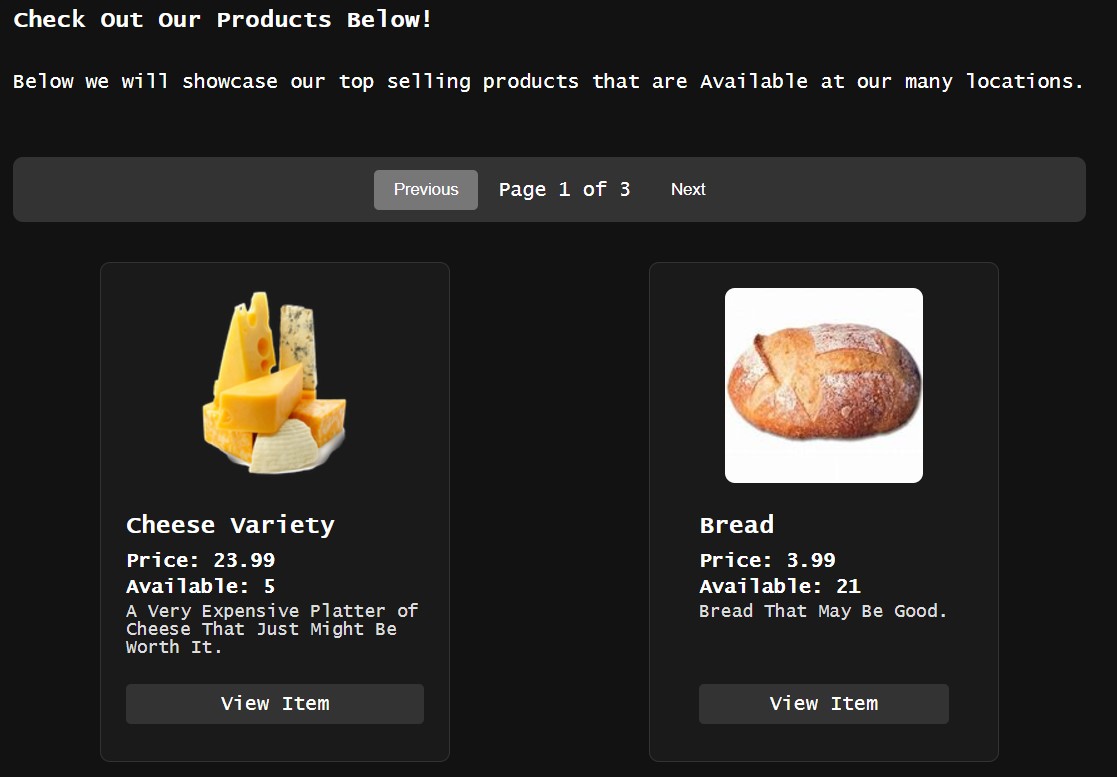 Check Out Our Products Below!
Below we will showcase our top selling products that are Available at our many locations.
Previous Page 1 of 3 Next
Cheese Variety
Price: 23.99
Available: 5
A Very Expensive Platter of
Cheese That Just Might Be
Worth It.
View Item
Bread
Price: 3.99
Available: 21
Bread That May Be Good.
View Item